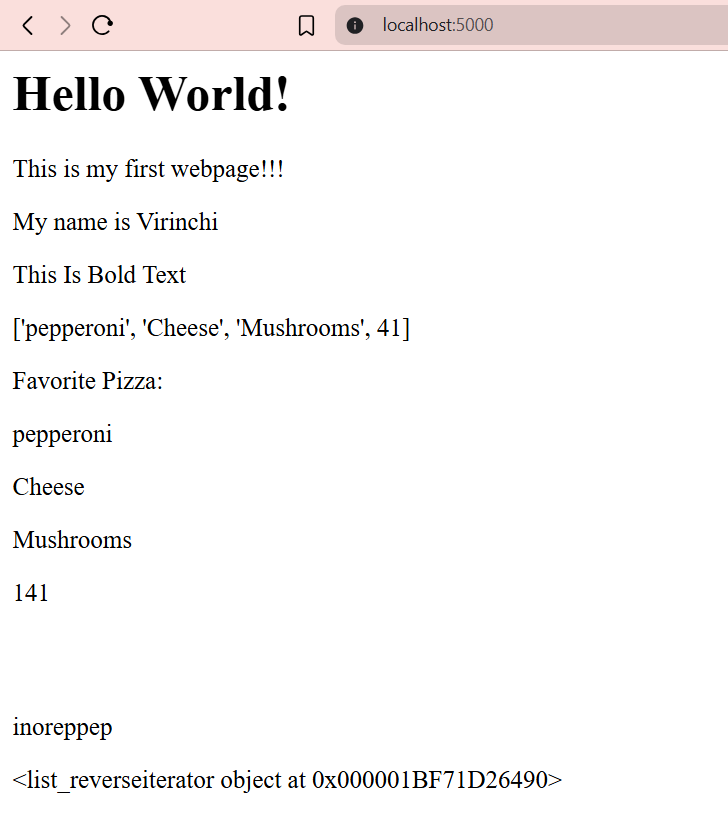 localhost:5000
Hello World!
This is my first webpage!!!
My name is Virinchi
This Is Bold Text
['pepperoni', 'Cheese', 'Mushrooms', 41]
Favorite Pizza:
pepperoni
Cheese
Mushrooms
141
inoreppep
<list_reverseiterator object at 0x000001BF71D26490>